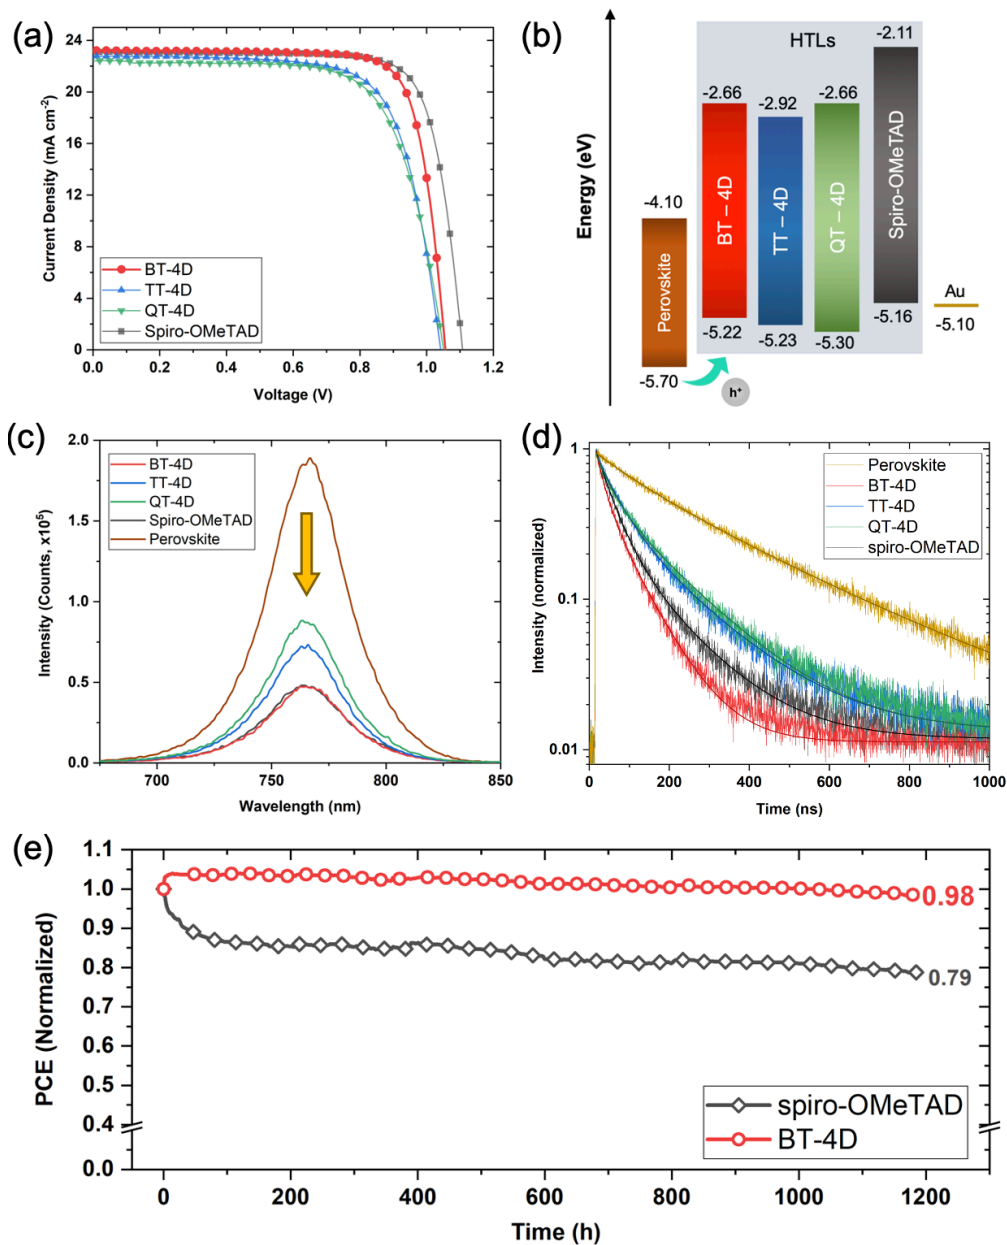 (a)
24
20
16
12
8
4
0
0.0
0.2
0.4
0.6
0.8
1.0
1.2
Current Density (mA cm⁻²)
Voltage (V)
BT-4D
TT-4D
QT-4D
Spiro-OMeTAD
(b)
Energy (eV)
HTLs
-2.11
-2.66
-2.92
-2.66
-4.10
Perovskite
BT – 4D
TT – 4D
QT – 4D
Spiro-OMeTAD
Au
-5.22
-5.23
-5.30
-5.16
-5.10
-5.70
h⁺
(c)
2.0
1.5
1.0
0.5
0.0
700
750
800
850
Intensity (Counts, x10⁵)
Wavelength (nm)
BT-4D
TT-4D
QT-4D
Spiro-OMeTAD
Perovskite
(d)
1
0.1
0.01
0
200
400
600
800
1000
Intensity (normalized)
Time (ns)
Perovskite
BT-4D
TT-4D
QT-4D
spiro-OMeTAD
(e)
1.1
1.0
0.9
0.8
0.7
0.6
0.5
0.4
0.0
0
200
400
600
800
1000
1200
PCE (Normalized)
Time (h)
0.98
0.79
spiro-OMeTAD
BT-4D